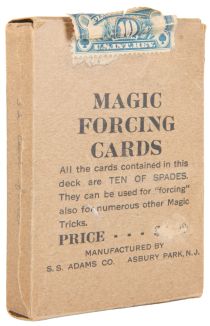 U.S. INT. REV.
MAGIC
FORCING
CARDS
All the cards contained in this
deck are TEN OF SPADES.
They can be used for "forcing"
also for numerous other Magic
Tricks.
PRICE - - - $
MANUFACTURED BY
S. S. ADAMS CO. ASBURY PARK, N.J.